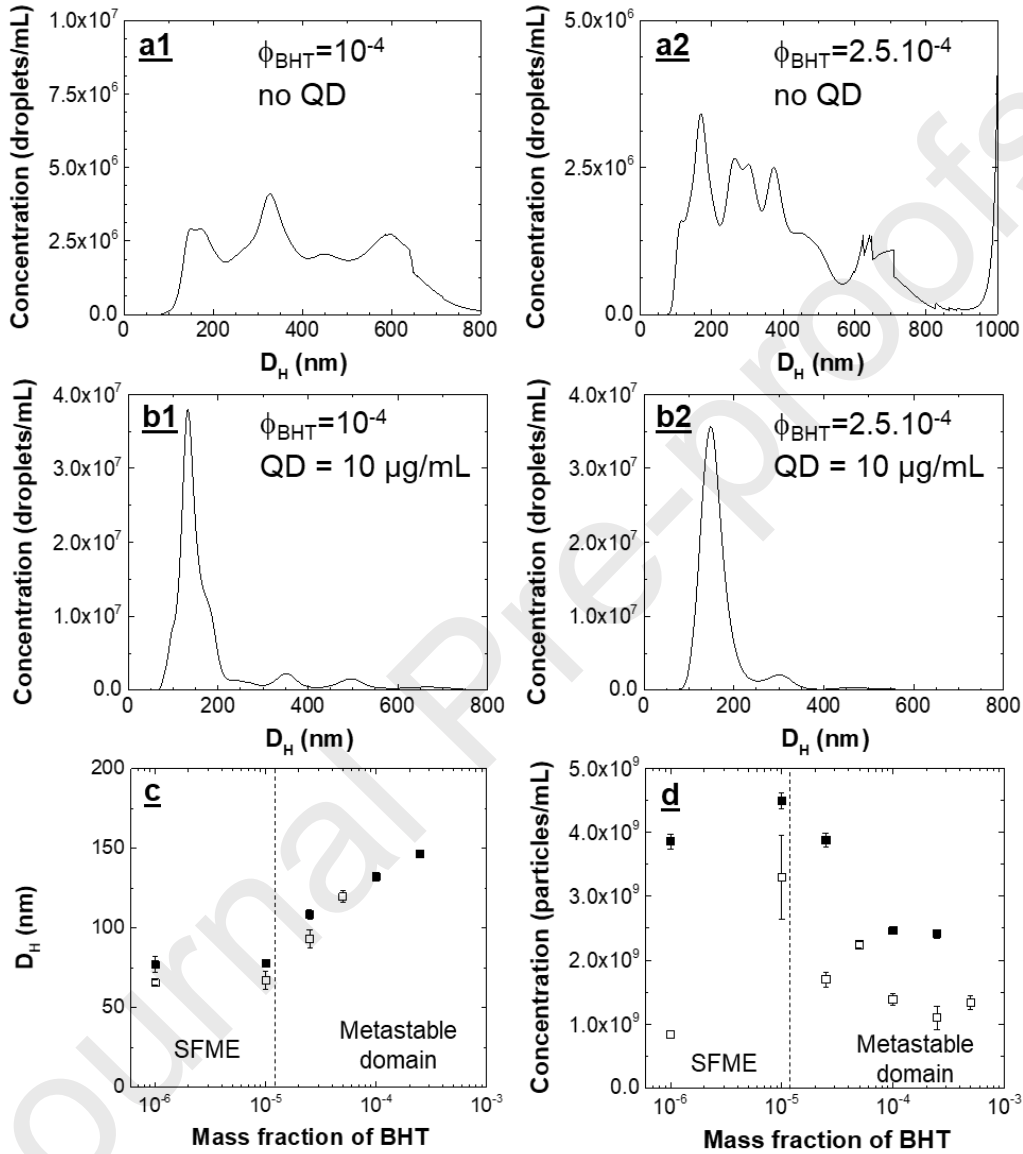 a1
ϕBHT=10⁻⁴
no QD
Concentration (droplets/mL)
1.0x10⁷
7.5x10⁶
5.0x10⁶
2.5x10⁶
0.0
0 200 400 600 800
D_H (nm)
a2
ϕBHT=2.5.10⁻⁴
no QD
Concentration (droplets/mL)
5.0x10⁶
2.5x10⁶
0.0
0 200 400 600 800 1000
D_H (nm)
b1
ϕBHT=10⁻⁴
QD = 10 µg/mL
Concentration (droplets/mL)
4.0x10⁷
3.0x10⁷
2.0x10⁷
1.0x10⁷
0.0
0 200 400 600 800
D_H (nm)
b2
ϕBHT=2.5.10⁻⁴
QD = 10 µg/mL
Concentration (droplets/mL)
4.0x10⁷
3.0x10⁷
2.0x10⁷
1.0x10⁷
0.0
0 200 400 600 800
D_H (nm)
c
D_H (nm)
200
150
100
50
0
SFME
Metastable
domain
10⁻⁶ 10⁻⁵ 10⁻⁴ 10⁻³
Mass fraction of BHT
d
Concentration (particles/mL)
5.0x10⁹
4.0x10⁹
3.0x10⁹
2.0x10⁹
1.0x10⁹
0.0
SFME
Metastable
domain
10⁻⁶ 10⁻⁵ 10⁻⁴ 10⁻³
Mass fraction of BHT
Journal Pre-proofs